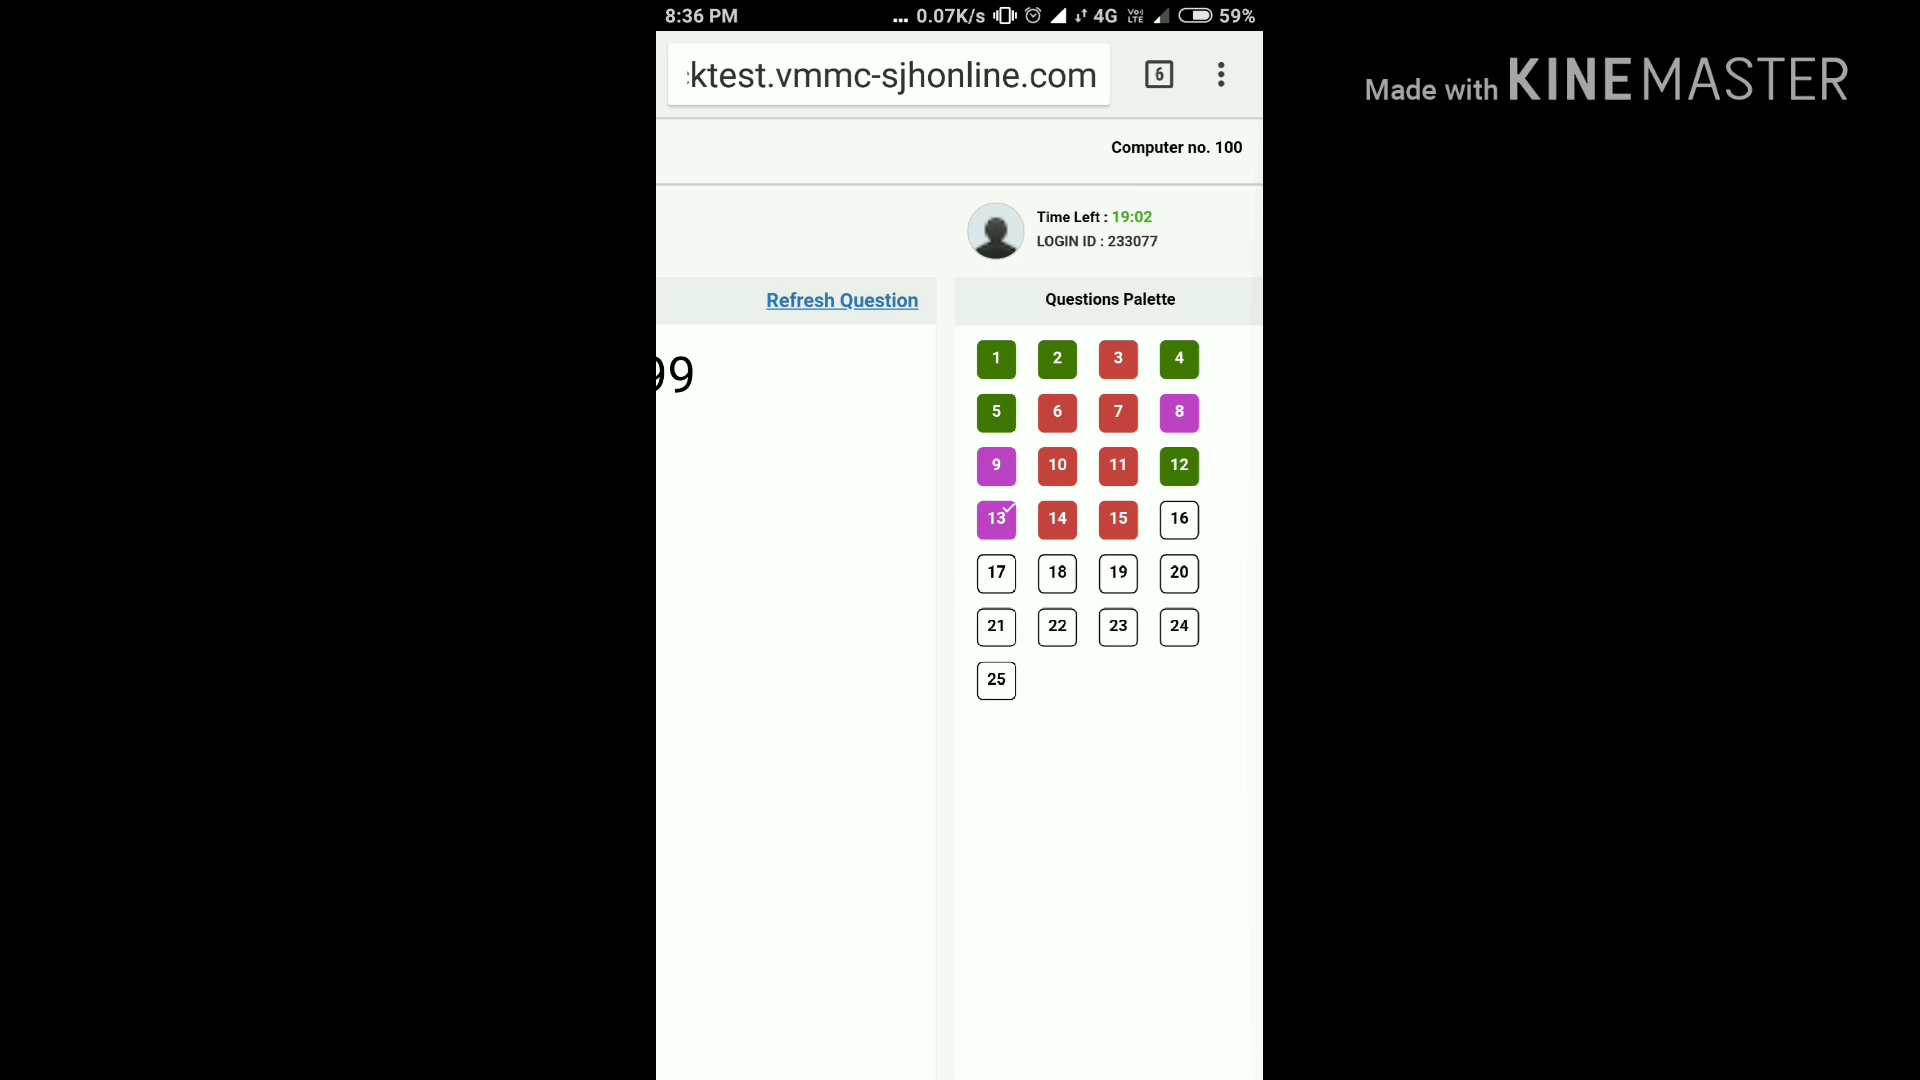 8:36 PM ... 0.07K/s 4G VoLTE 59%
ktest.vmmc-sjhonline.com 6
Made with KINEMASTER
Computer no. 100
Time Left : 19:02
LOGIN ID : 233077
Refresh Question
Questions Palette
99
1 2 3 4
5 6 7 8
9 10 11 12
13 14 15 16
17 18 19 20
21 22 23 24
25